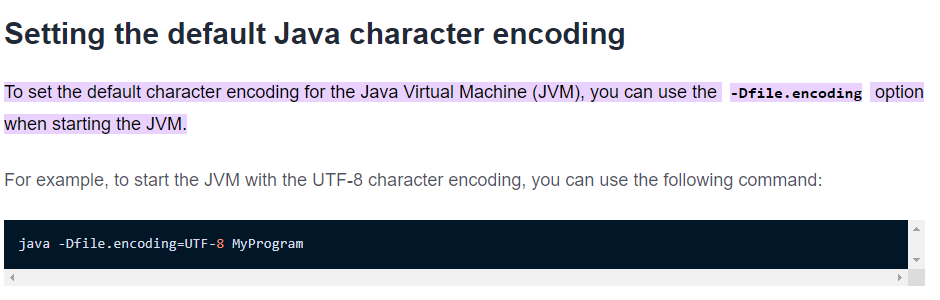 Setting the default Java character encoding
To set the default character encoding for the Java Virtual Machine (JVM), you can use the -Dfile.encoding option
when starting the JVM.
For example, to start the JVM with the UTF-8 character encoding, you can use the following command:
java -Dfile.encoding=UTF-8 MyProgram